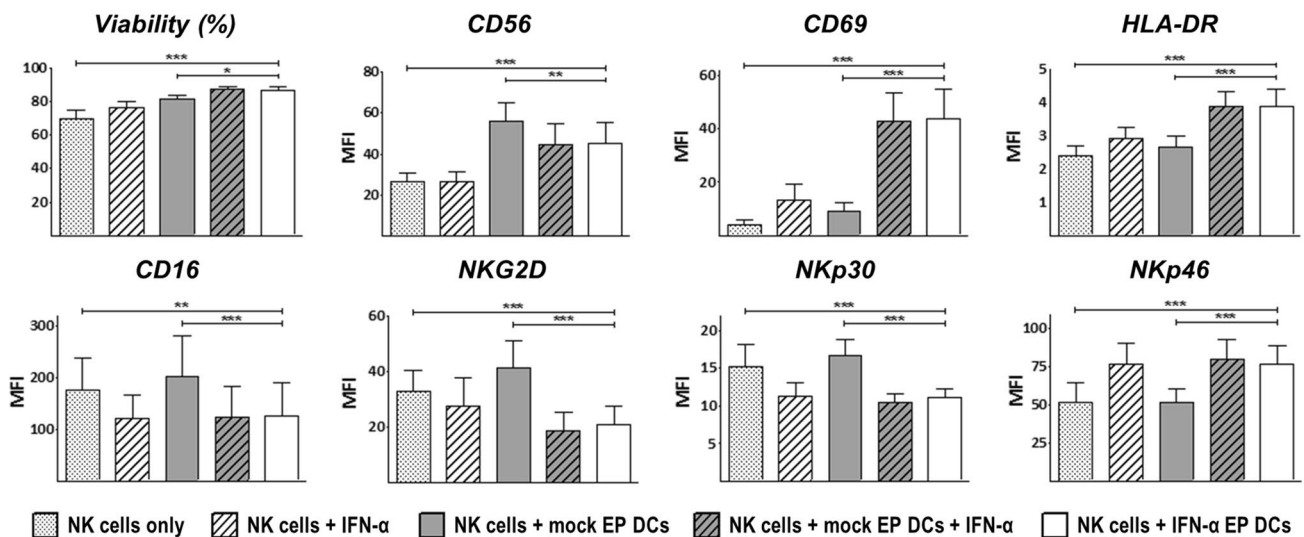 Viability (%)
CD56
CD69
HLA-DR
***
*
100
80
60
40
20
***
**
MFI
80
60
40
20
***
***
MFI
60
40
20
***
***
MFI
5
4
3
2
1
CD16
NKG2D
NKp30
NKp46
**
***
MFI
300
200
100
***
***
MFI
60
40
20
***
***
MFI
20
15
10
5
***
***
MFI
100
75
50
25
NK cells only
NK cells + IFN-α
NK cells + mock EP DCs
NK cells + mock EP DCs + IFN-α
NK cells + IFN-α EP DCs